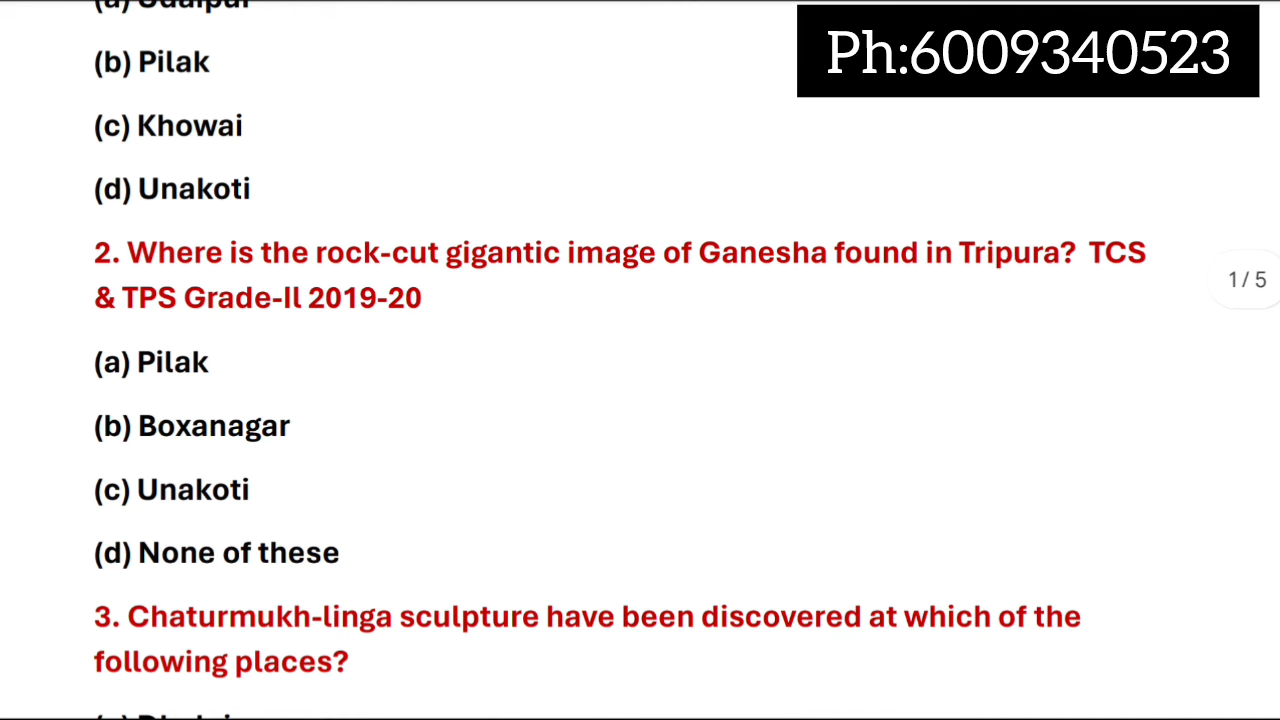 (a) Udaipur
Ph:6009340523
(b) Pilak
(c) Khowai
(d) Unakoti
2. Where is the rock-cut gigantic image of Ganesha found in Tripura? TCS
& TPS Grade-ll 2019-20
1/5
(a) Pilak
(b) Boxanagar
(c) Unakoti
(d) None of these
3. Chaturmukh-linga sculpture have been discovered at which of the
following places?